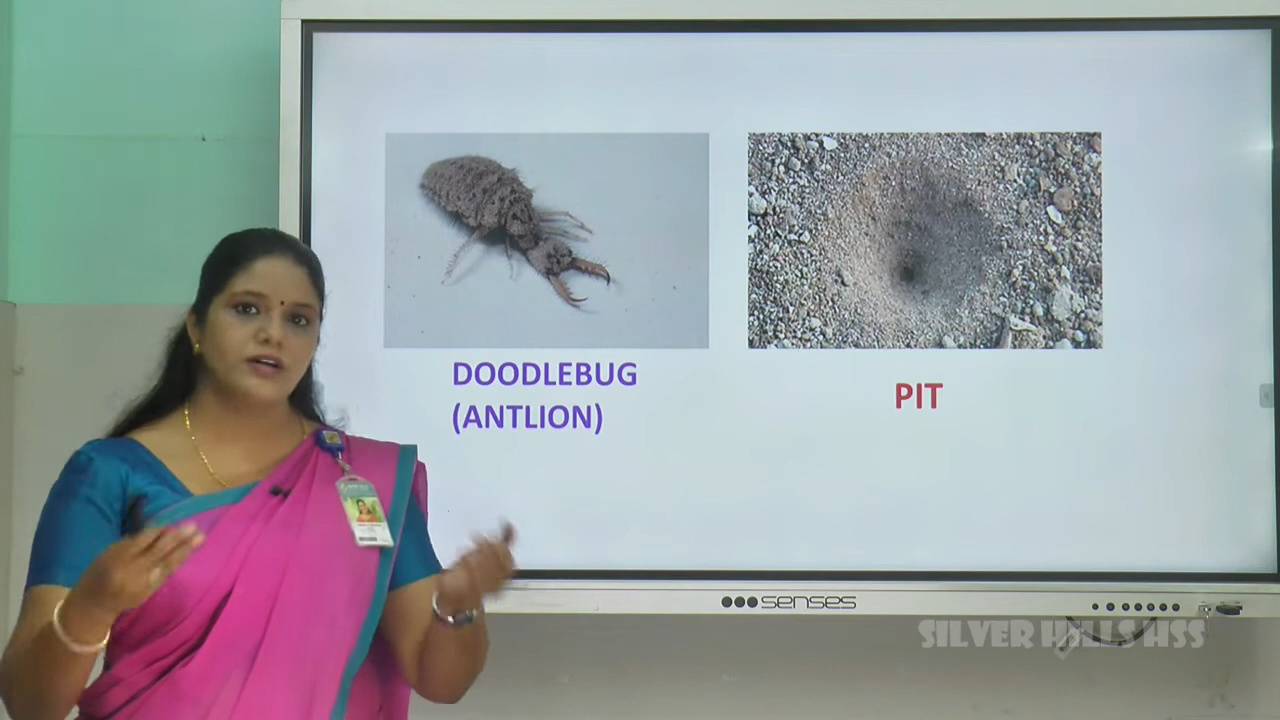 DOODLEBUG
(ANTLION)
PIT
senses
SILVER HILLS HSS